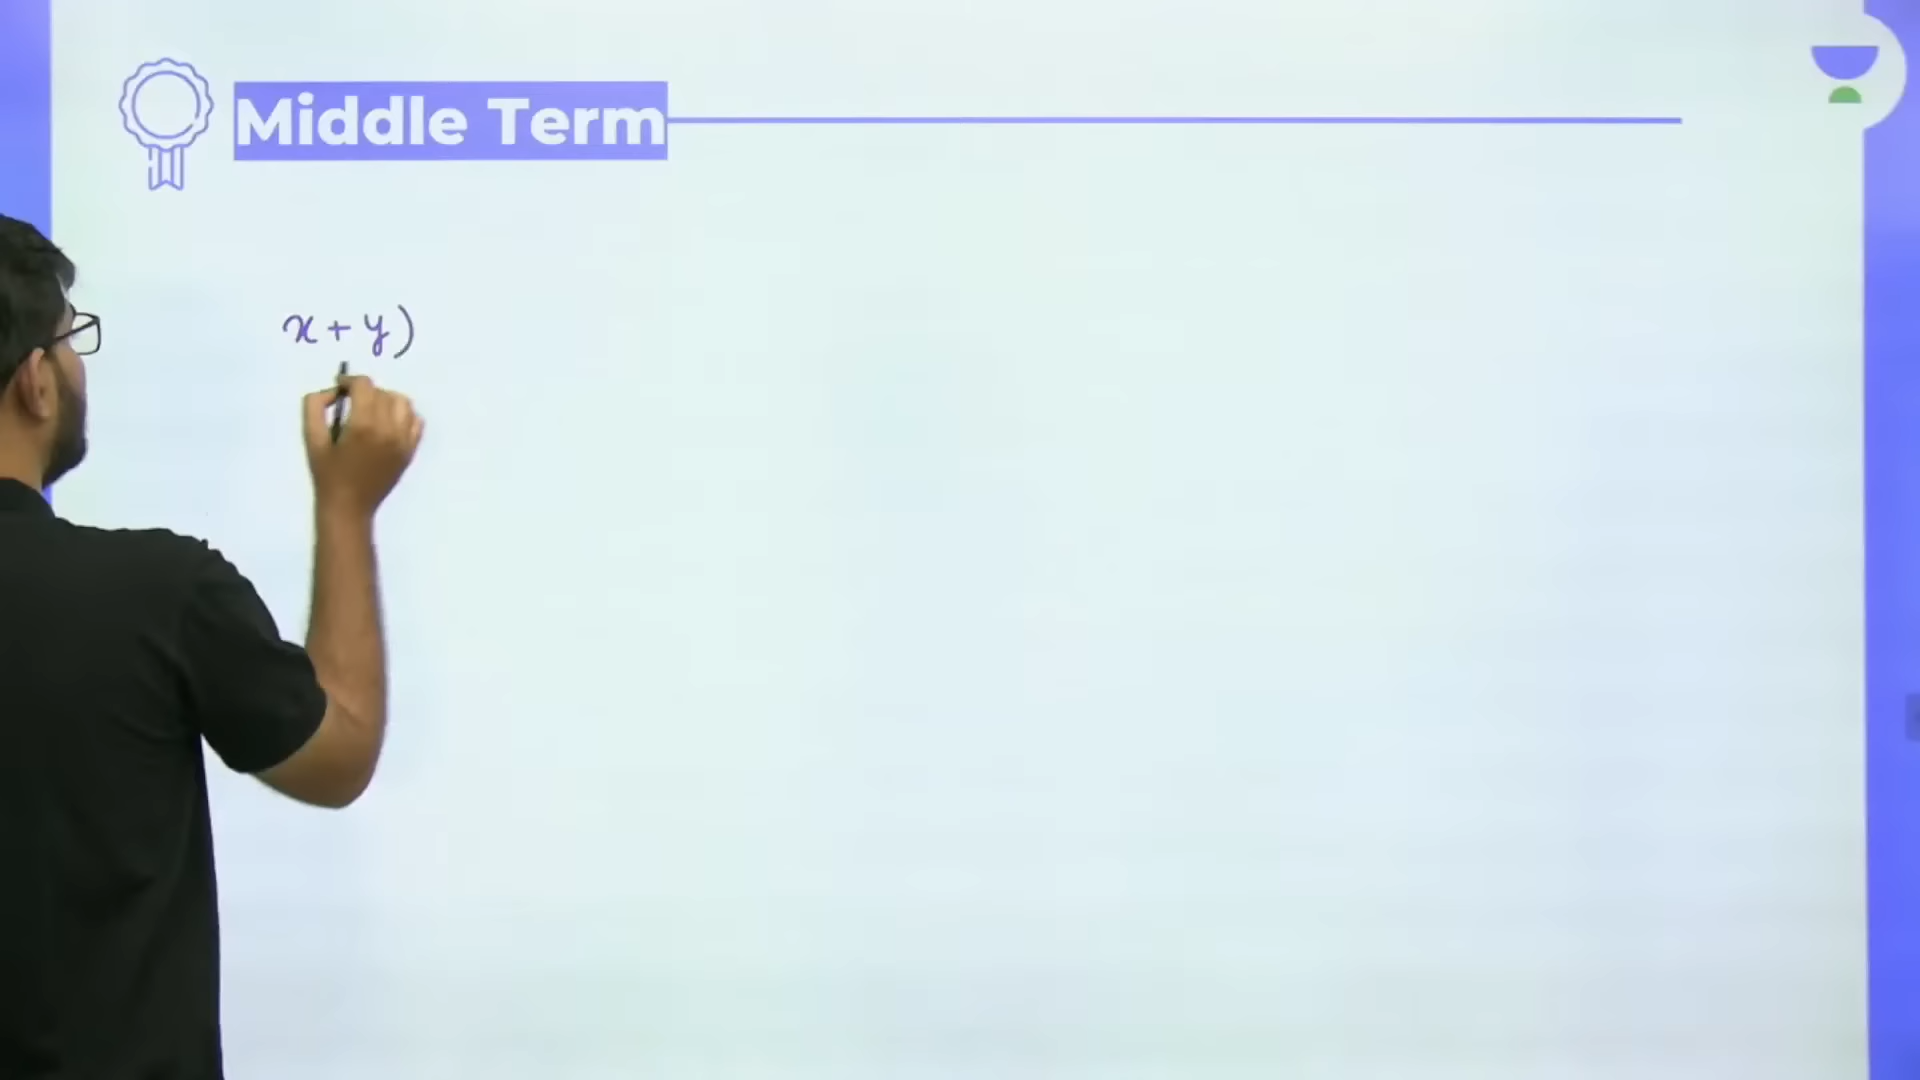 Middle Term
x + y)